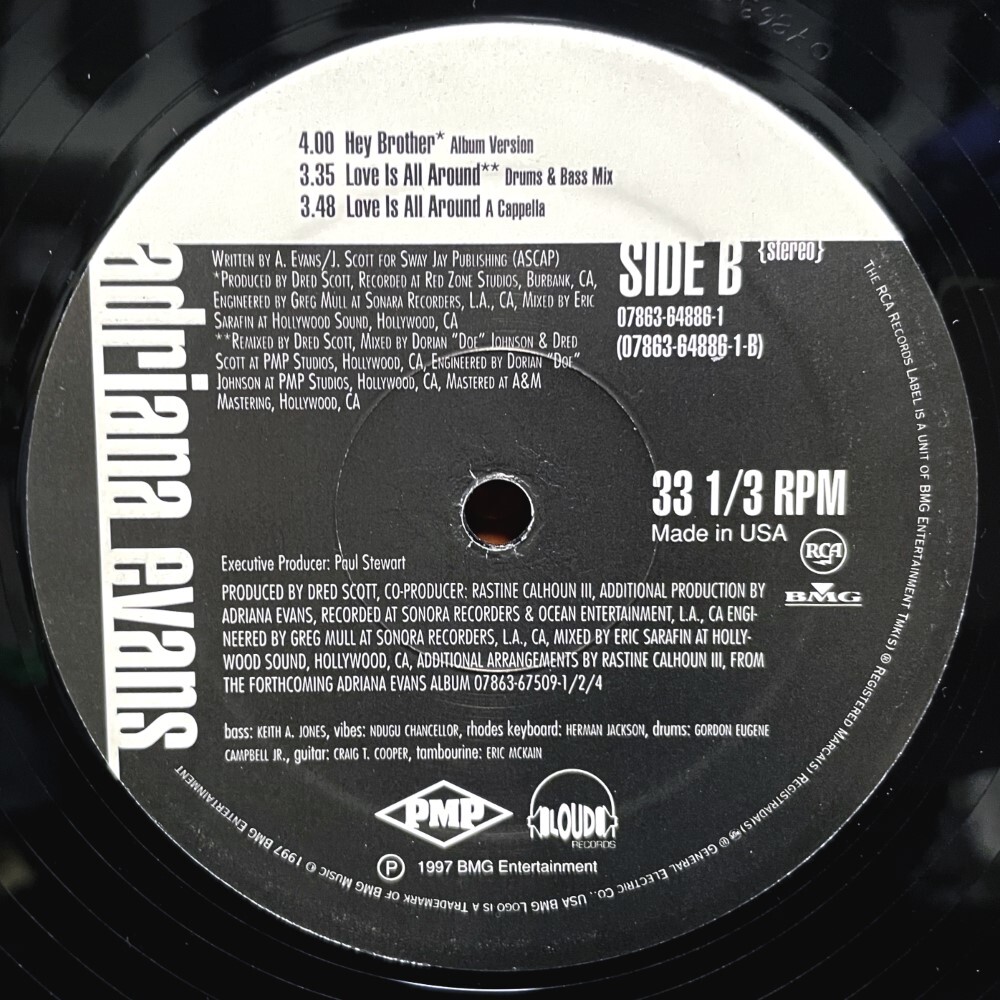 4.00 Hey Brother* Album Version
3.35 Love Is All Around** Drums & Bass Mix
3.48 Love Is All Around A Cappella
adriana evans
WRITTEN BY A. EVANS/J. SCOTT FOR SWAY JAY PUBLISHING (ASCAP)
*PRODUCED BY DRED SCOTT, RECORDED AT RED ZONE STUDIOS, BURBANK, CA,
ENGINEERED BY GREG MULL AT SONARA RECORDERS, L.A., CA, MIXED BY ERIC
SARAFIN AT HOLLYWOOD SOUND, HOLLYWOOD, CA
**REMIXED BY DRED SCOTT, MIXED BY DORIAN "DOE" JOHNSON & DRED
SCOTT AT PMP STUDIOS, HOLLYWOOD, CA, ENGINEERED BY DORIAN "DOE"
JOHNSON AT PMP STUDIOS, HOLLYWOOD, CA, MASTERED AT A&M
MASTERING, HOLLYWOOD, CA
SIDE B {stereo}
07863-64886-1
(07863-64886-1-B)
33 1/3 RPM
Made in USA
RCA
BMG
Executive Producer: Paul Stewart
PRODUCED BY DRED SCOTT, CO-PRODUCER: RASTINE CALHOUN III, ADDITIONAL PRODUCTION BY
ADRIANA EVANS, RECORDED AT SONORA RECORDERS & OCEAN ENTERTAINMENT, L.A., CA ENGI-
NEERED BY GREG MULL AT SONORA RECORDERS, L.A., CA, MIXED BY ERIC SARAFIN AT HOLLY-
WOOD SOUND, HOLLYWOOD, CA, ADDITIONAL ARRANGEMENTS BY RASTINE CALHOUN III, FROM
THE FORTHCOMING ADRIANA EVANS ALBUM 07863-67509-1/2/4
bass: KEITH A. JONES, vibes: NDUGU CHANCELLOR, rhodes keyboard: HERMAN JACKSON, drums: GORDON EUGENE
CAMPBELL JR., guitar: CRAIG T. COOPER, tambourine: ERIC MCKAIN
PMP
LOUD
RECORDS
Ⓟ 1997 BMG Entertainment
THE RCA RECORDS LABEL IS A UNIT OF BMG ENTERTAINMENT TMK(S) ® REGISTERED MARCA(S) REGISTRADA(S) ® GENERAL ELECTRIC CO., USA BMG LOGO IS A TRADEMARK OF BMG MUSIC © 1997 BMG ENTERTAINMENT